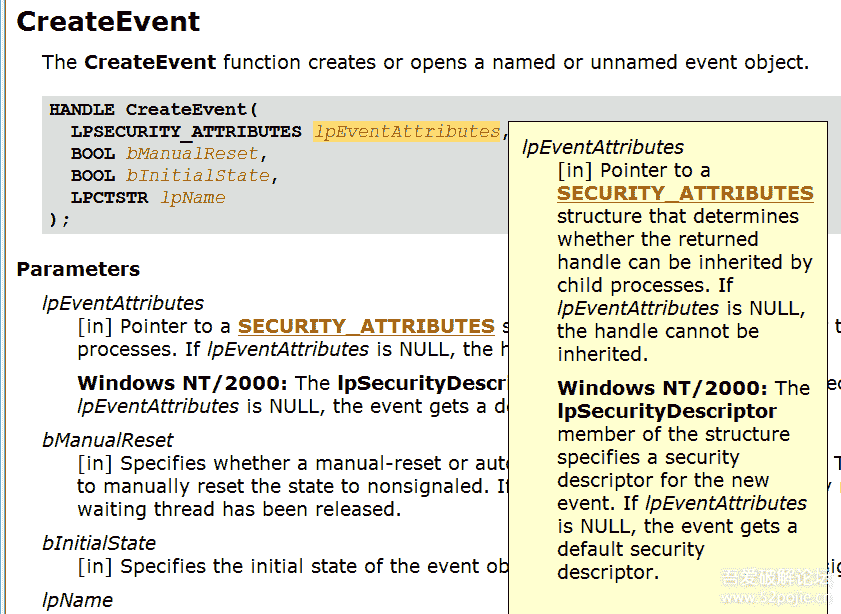 CreateEvent
The CreateEvent function creates or opens a named or unnamed event object.
HANDLE CreateEvent(
LPSECURITY_ATTRIBUTES lpEventAttributes,
BOOL bManualReset,
BOOL bInitialState,
LPCTSTR lpName
);
Parameters
lpEventAttributes
[in] Pointer to a SECURITY_ATTRIBUTES
processes. If lpEventAttributes is NULL, the
Windows NT/2000: The
lpEventAttributes is NULL, the event gets a
bManualReset
[in] Specifies whether a manual-reset or
to manually reset the state to nonsignaled.
waiting thread has been released.
bInitialState
[in] Specifies the initial state of the event
lpName
lpEventAttributes
[in] Pointer to a
SECURITY_ATTRIBUTES
structure that determines
whether the returned
handle can be inherited by
child processes. If
lpEventAttributes is NULL,
the handle cannot be
inherited.
Windows NT/2000: The
lpSecurityDescriptor
member of the structure
specifies a security
descriptor for the new
event. If lpEventAttributes
is NULL, the event gets a
default security
descriptor.
吾爱破解论坛
www.52pojie.cn